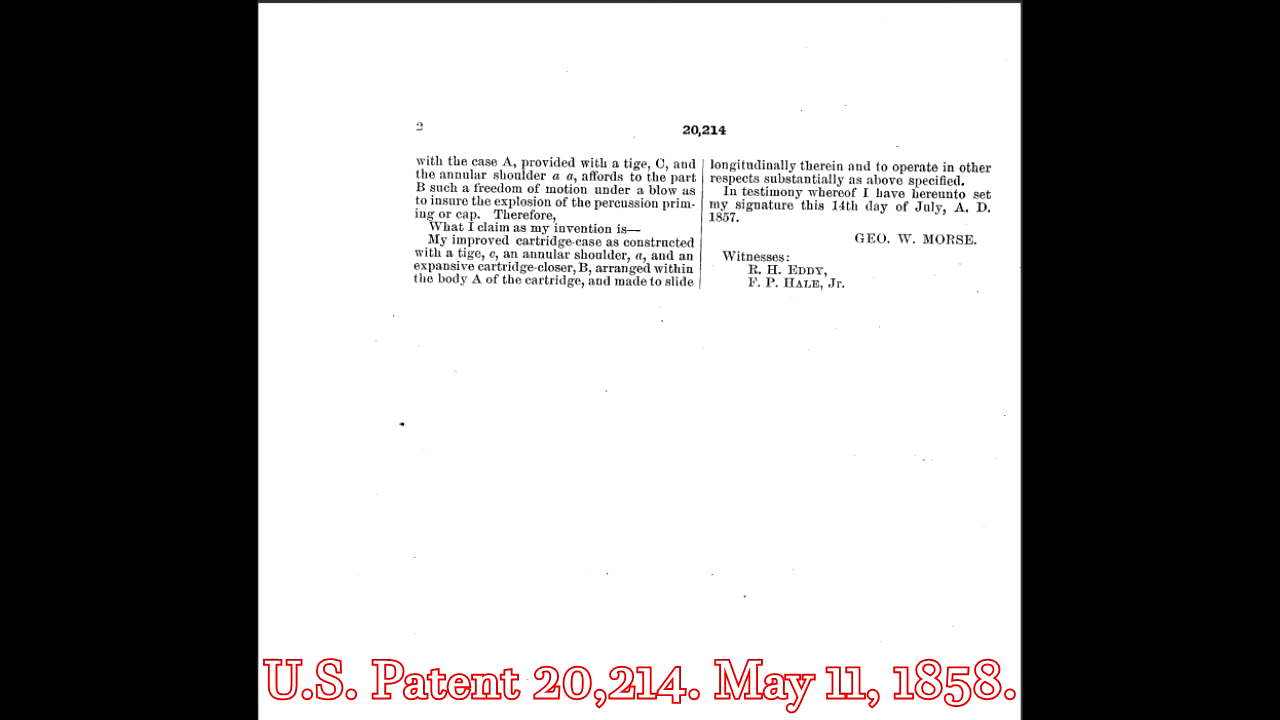 2
20,214
with the case A, provided with a tige, C, and
the annular shoulder a a, affords to the part
B such a freedom of motion under a blow as
to insure the explosion of the percussion prim-
ing or cap. Therefore,
What I claim as my invention is—
My improved cartridge-case as constructed
with a tige, c, an annular shoulder, a, and an
expansive cartridge-closer, B, arranged within
the body A of the cartridge, and made to slide
longitudinally therein and to operate in other
respects substantially as above specified.
In testimony whereof I have hereunto set
my signature this 14th day of July, A. D.
1857.
GEO. W. MORSE.
Witnesses:
R. H. EDDY,
F. P. HALE, Jr.
U.S. Patent 20,214. May 11, 1858.